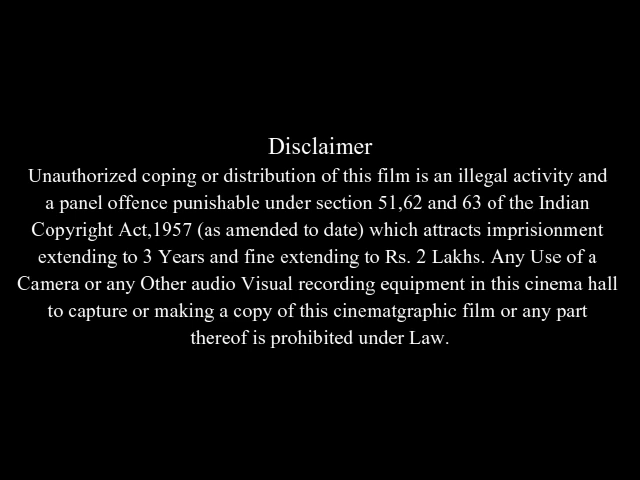 Disclaimer
Unauthorized coping or distribution of this film is an illegal activity and
a panel offence punishable under section 51,62 and 63 of the Indian
Copyright Act,1957 (as amended to date) which attracts imprisionment
extending to 3 Years and fine extending to Rs. 2 Lakhs. Any Use of a
Camera or any Other audio Visual recording equipment in this cinema hall
to capture or making a copy of this cinematgraphic film or any part
thereof is prohibited under Law.